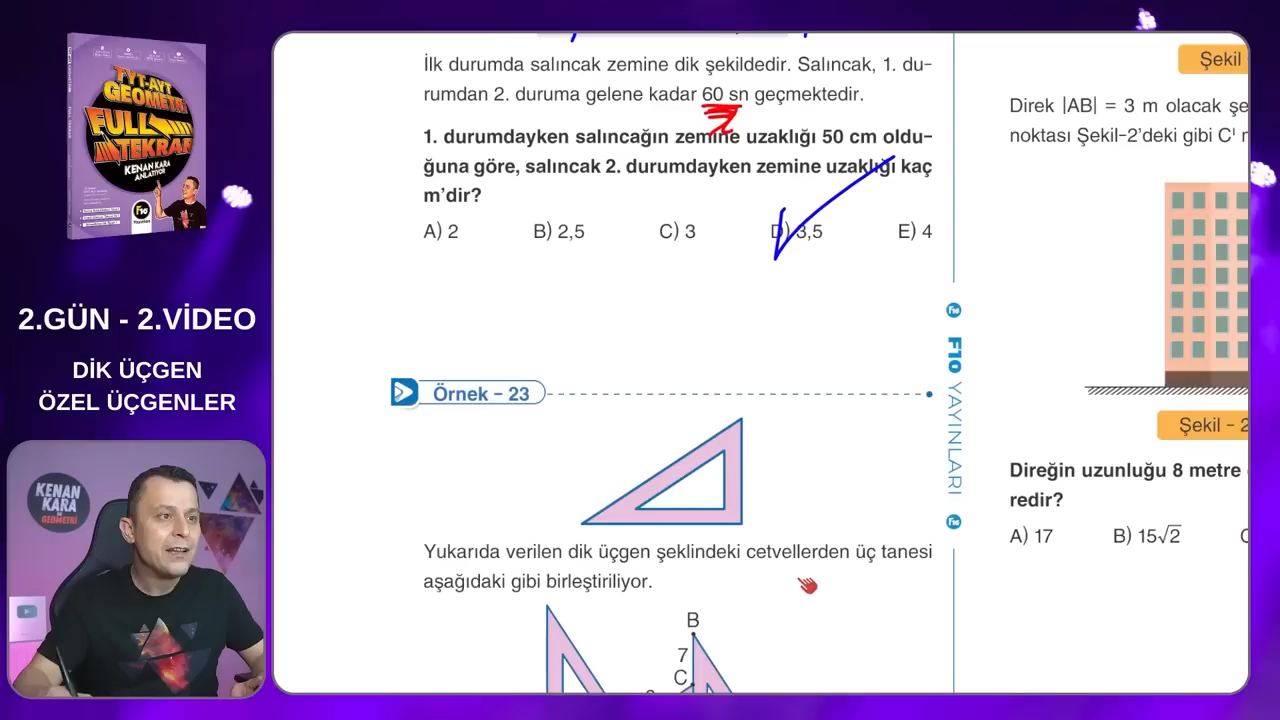 TYT-AYT
GEOMETRİ
FULL
TEKRAR
KENAN KARA
ANLATIYOR
F10
2.GÜN - 2.VİDEO
DİK ÜÇGEN
ÖZEL ÜÇGENLER
KENAN
KARA
GEOMETRİ
İlk durumda salıncak zemine dik şekildedir. Salıncak, 1. du-
rumdan 2. duruma gelene kadar 60 sn geçmektedir.
1. durumdayken salıncağın zemine uzaklığı 50 cm oldu-
ğuna göre, salıncak 2. durumdayken zemine uzaklığı kaç
m'dir?
A) 2 B) 2,5 C) 3 D) 3,5 E) 4
Örnek - 23
Yukarıda verilen dik üçgen şeklindeki cetvellerden üç tanesi
aşağıdaki gibi birleştiriliyor.
B
7
C
F10 YAYINLARI
Şekil
Direk |AB| = 3 m olacak şe
noktası Şekil-2'deki gibi C' n
Şekil - 2
Direğin uzunluğu 8 metre
redir?
A) 17 B) 15√2